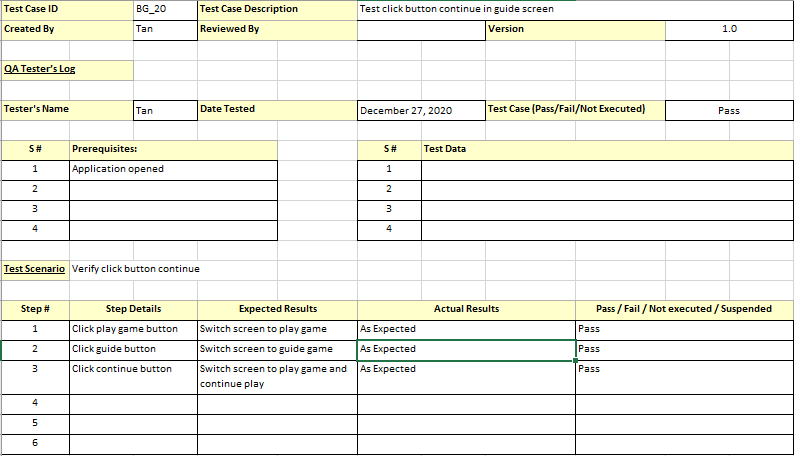 Test Case ID BG_20 Test Case Description Test click button continue in guide screen
Created By Tan Reviewed By Version 1.0
QA Tester's Log
Tester's Name Tan Date Tested December 27, 2020 Test Case (Pass/Fail/Not Executed) Pass
S # Prerequisites: S # Test Data
1 Application opened 1
2 2
3 3
4 4
Test Scenario Verify click button continue
Step # Step Details Expected Results Actual Results Pass / Fail / Not executed / Suspended
1 Click play game button Switch screen to play game As Expected Pass
2 Click guide button Switch screen to guide game As Expected Pass
3 Click continue button Switch screen to play game and As Expected Pass
continue play
4
5
6